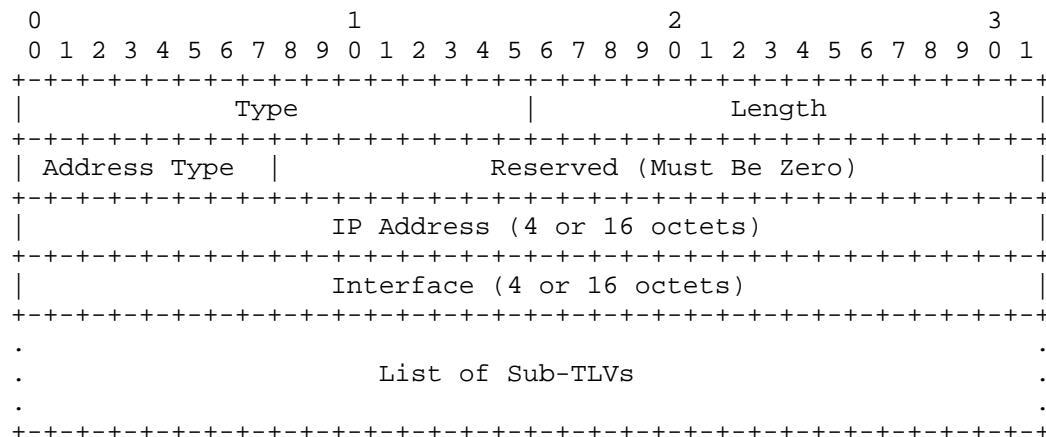 0                   1                   2                   3
 0 1 2 3 4 5 6 7 8 9 0 1 2 3 4 5 6 7 8 9 0 1 2 3 4 5 6 7 8 9 0 1
+-+-+-+-+-+-+-+-+-+-+-+-+-+-+-+-+-+-+-+-+-+-+-+-+-+-+-+-+-+-+-+-+
|             Type              |            Length             |
+-+-+-+-+-+-+-+-+-+-+-+-+-+-+-+-+-+-+-+-+-+-+-+-+-+-+-+-+-+-+-+-+
| Address Type  |             Reserved (Must Be Zero)           |
+-+-+-+-+-+-+-+-+-+-+-+-+-+-+-+-+-+-+-+-+-+-+-+-+-+-+-+-+-+-+-+-+
|                   IP Address (4 or 16 octets)                 |
+-+-+-+-+-+-+-+-+-+-+-+-+-+-+-+-+-+-+-+-+-+-+-+-+-+-+-+-+-+-+-+-+
|                   Interface (4 or 16 octets)                  |
+-+-+-+-+-+-+-+-+-+-+-+-+-+-+-+-+-+-+-+-+-+-+-+-+-+-+-+-+-+-+-+-+
.                                                               .
.                      List of Sub-TLVs                         .
.                                                               .
+-+-+-+-+-+-+-+-+-+-+-+-+-+-+-+-+-+-+-+-+-+-+-+-+-+-+-+-+-+-+-+-+